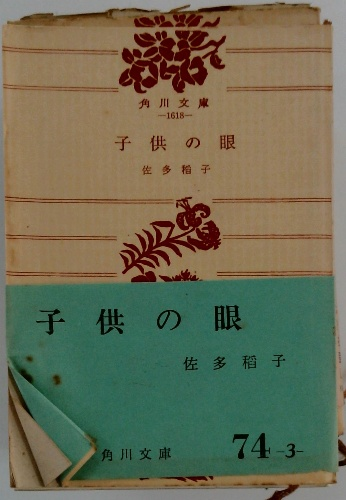 角川文庫
—1618—
子供の眼
佐多稲子
子供の眼
佐多稲子
角川文庫 74 -3-